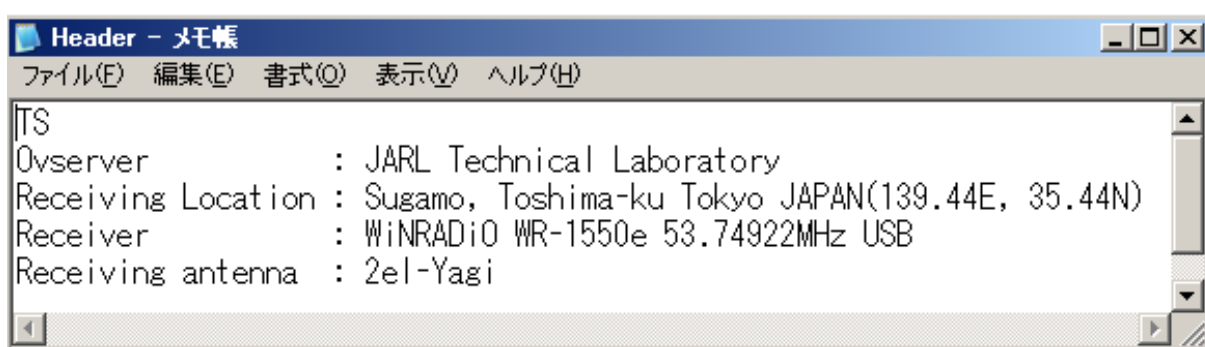 Header - メモ帳
ファイル(F) 編集(E) 書式(O) 表示(V) ヘルプ(H)
TS
Ovserver : JARL Technical Laboratory
Receiving Location : Sugamo, Toshima-ku Tokyo JAPAN(139.44E, 35.44N)
Receiver : WiNRADiO WR-1550e 53.74922MHz USB
Receiving antenna : 2el-Yagi